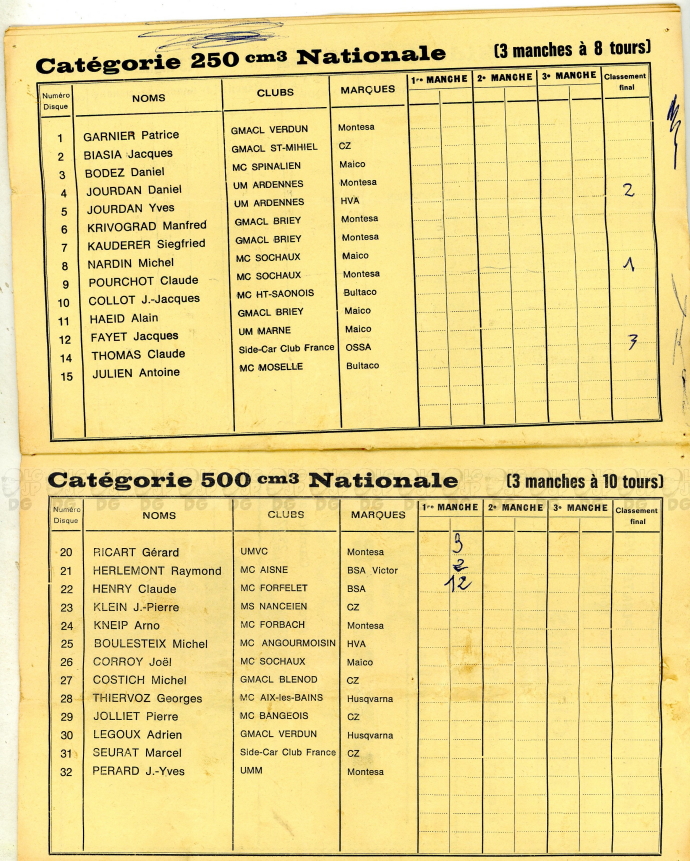 Catégorie 250 cm3 Nationale (3 manches à 8 tours)
Numéro Disque NOMS CLUBS MARQUES 1re MANCHE 2e MANCHE 3e MANCHE Classement final
1 GARNIER Patrice GMACL VERDUN Montesa
2 BIASIA Jacques GMACL ST-MIHIEL CZ
3 BODEZ Daniel MC SPINALIEN Maico
4 JOURDAN Daniel UM ARDENNES Montesa 2
5 JOURDAN Yves UM ARDENNES HVA
6 KRIVOGRAD Manfred GMACL BRIEY Montesa
7 KAUDERER Siegfried GMACL BRIEY Montesa
8 NARDIN Michel MC SOCHAUX Maico 1
9 POURCHOT Claude MC SOCHAUX Montesa
10 COLLOT J.-Jacques MC HT-SAONOIS Bultaco
11 HAEID Alain GMACL BRIEY Maico
12 FAYET Jacques UM MARNE Maico 3
14 THOMAS Claude Side-Car Club France OSSA
15 JULIEN Antoine MC MOSELLE Bultaco
Catégorie 500 cm3 Nationale (3 manches à 10 tours)
Numéro Disque NOMS CLUBS MARQUES 1re MANCHE 2e MANCHE 3e MANCHE Classement final
20 RICART Gérard UMVC Montesa 3
21 HERLEMONT Raymond MC AISNE BSA Victor 2
22 HENRY Claude MC FORFELET BSA 12
23 KLEIN J.-Pierre MS NANCEIEN CZ
24 KNEIP Arno MC FORBACH Montesa
25 BOULESTEIX Michel MC ANGOURMOISIN HVA
26 CORROY Joël MC SOCHAUX Maico
27 COSTICH Michel GMACL BLENOD CZ
28 THIERVOZ Georges MC AIX-les-BAINS Husqvarna
29 JOLLIET Pierre MC BANGEOIS CZ
30 LEGOUX Adrien GMACL VERDUN Husqvarna
31 SEURAT Marcel Side-Car Club France CZ
32 PERARD J.-Yves UMM Montesa